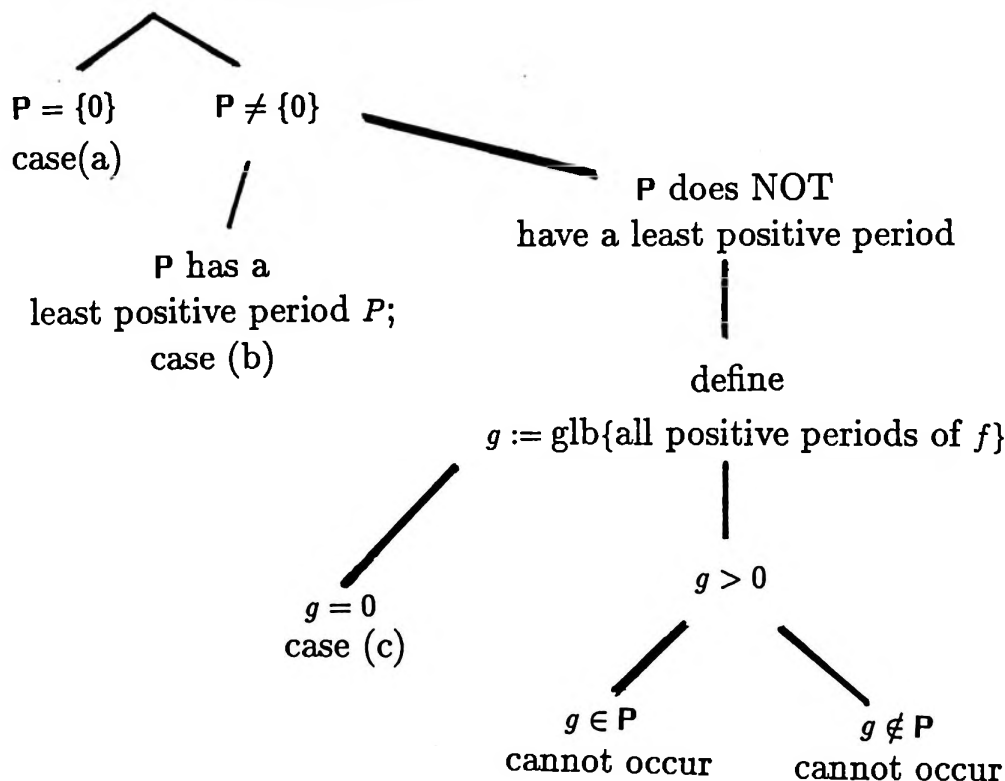 P = {0}
P ≠ {0}
case(a)
P does NOT
have a least positive period
P has a
least positive period P;
case (b)
define
g := glb{all positive periods of f}
g > 0
g = 0
case (c)
g ∈ P
g ∉ P
cannot occur
cannot occur